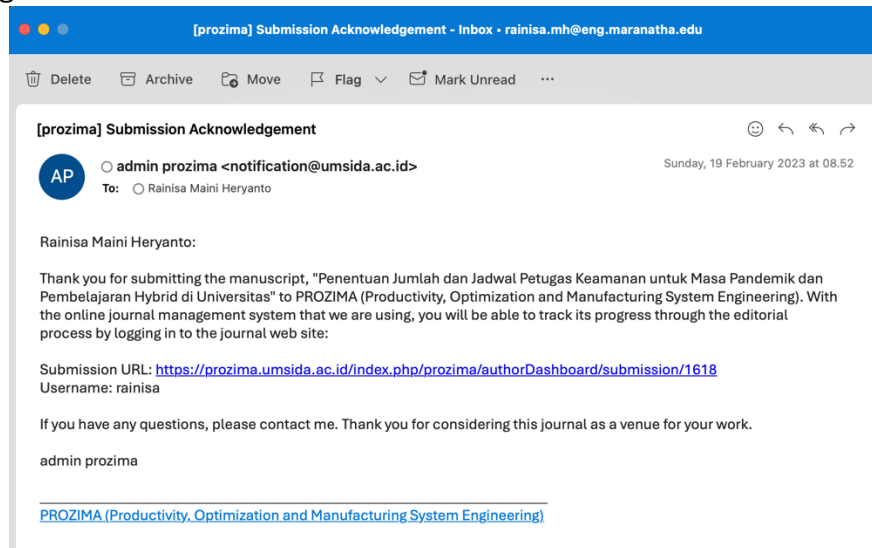 [prozima] Submission Acknowledgement - Inbox • rainisa.mh@eng.maranatha.edu
Delete Archive Move Flag Mark Unread ...
[prozima] Submission Acknowledgement
AP
admin prozima <notification@umsida.ac.id>
Sunday, 19 February 2023 at 08.52
To: Rainisa Maini Heryanto
Rainisa Maini Heryanto:
Thank you for submitting the manuscript, "Penentuan Jumlah dan Jadwal Petugas Keamanan untuk Masa Pandemik dan
Pembelajaran Hybrid di Universitas" to PROZIMA (Productivity, Optimization and Manufacturing System Engineering). With
the online journal management system that we are using, you will be able to track its progress through the editorial
process by logging in to the journal web site:
Submission URL: https://prozima.umsida.ac.id/index.php/prozima/authorDashboard/submission/1618
Username: rainisa
If you have any questions, please contact me. Thank you for considering this journal as a venue for your work.
admin prozima
PROZIMA (Productivity, Optimization and Manufacturing System Engineering)